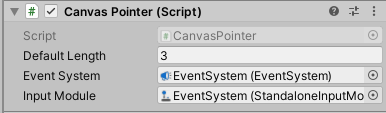 Canvas Pointer (Script)
Script CanvasPointer
Default Length 3
Event System EventSystem (EventSystem)
Input Module EventSystem (StandaloneInputMo